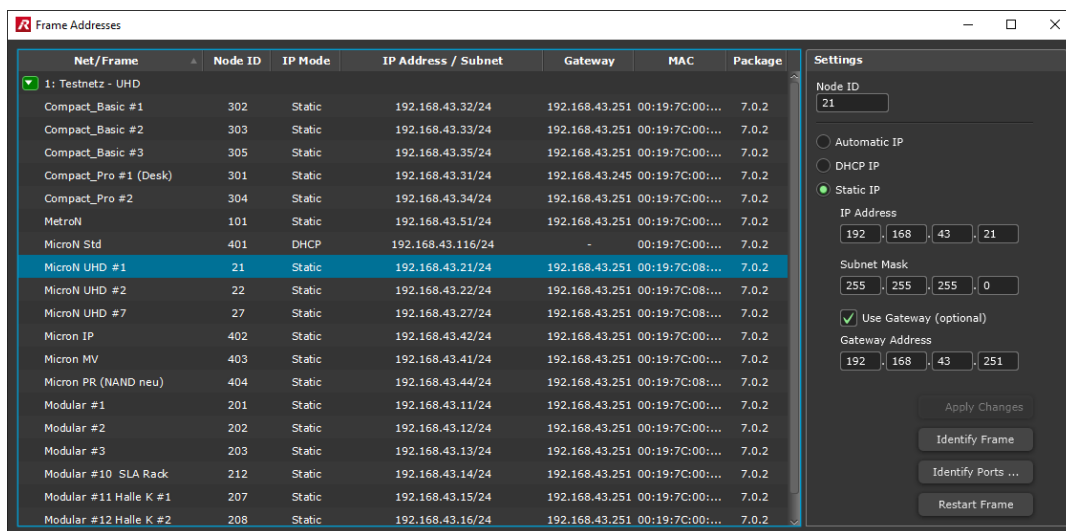 R Frame Addresses
Net/Frame Node ID IP Mode IP Address / Subnet Gateway MAC Package
1: Testnetz - UHD
Compact_Basic #1 302 Static 192.168.43.32/24 192.168.43.251 00:19:7C:00:... 7.0.2
Compact_Basic #2 303 Static 192.168.43.33/24 192.168.43.251 00:19:7C:00:... 7.0.2
Compact_Basic #3 305 Static 192.168.43.35/24 192.168.43.251 00:19:7C:00:... 7.0.2
Compact_Pro #1 (Desk) 301 Static 192.168.43.31/24 192.168.43.245 00:19:7C:00:... 7.0.2
Compact_Pro #2 304 Static 192.168.43.34/24 192.168.43.251 00:19:7C:00:... 7.0.2
MetroN 101 Static 192.168.43.51/24 192.168.43.251 00:19:7C:00:... 7.0.2
MicroN Std 401 DHCP 192.168.43.116/24 - 00:19:7C:00:... 7.0.2
MicroN UHD #1 21 Static 192.168.43.21/24 192.168.43.251 00:19:7C:08:... 7.0.2
MicroN UHD #2 22 Static 192.168.43.22/24 192.168.43.251 00:19:7C:08:... 7.0.2
MicroN UHD #7 27 Static 192.168.43.27/24 192.168.43.251 00:19:7C:08:... 7.0.2
Micron IP 402 Static 192.168.43.42/24 192.168.43.251 00:19:7C:00:... 7.0.2
Micron MV 403 Static 192.168.43.41/24 192.168.43.251 00:19:7C:00:... 7.0.2
Micron PR (NAND neu) 404 Static 192.168.43.44/24 192.168.43.251 00:19:7C:08:... 7.0.2
Modular #1 201 Static 192.168.43.11/24 192.168.43.251 00:19:7C:00:... 7.0.2
Modular #2 202 Static 192.168.43.12/24 192.168.43.251 00:19:7C:00:... 7.0.2
Modular #3 203 Static 192.168.43.13/24 192.168.43.251 00:19:7C:00:... 7.0.2
Modular #10 SLA Rack 212 Static 192.168.43.14/24 192.168.43.251 00:19:7C:00:... 7.0.2
Modular #11 Halle K #1 207 Static 192.168.43.15/24 192.168.43.251 00:19:7C:00:... 7.0.2
Modular #12 Halle K #2 208 Static 192.168.43.16/24 192.168.43.251 00:19:7C:00:... 7.0.2
Settings
Node ID
21
Automatic IP
DHCP IP
Static IP
IP Address
192 . 168 . 43 . 21
Subnet Mask
255 . 255 . 255 . 0
Use Gateway (optional)
Gateway Address
192 . 168 . 43 . 251
Apply Changes
Identify Frame
Identify Ports ...
Restart Frame